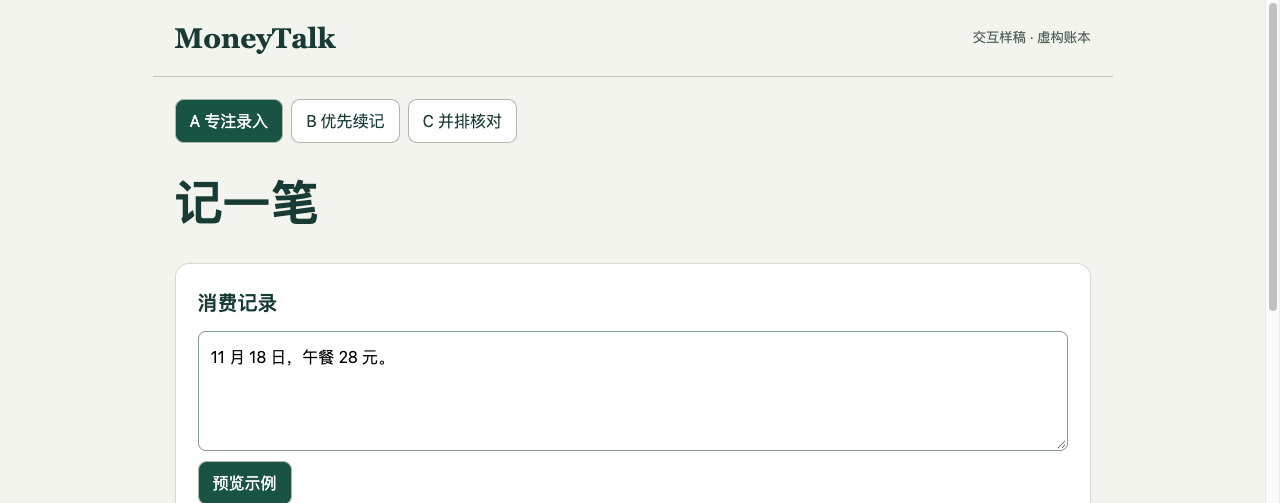 MoneyTalk
交互样稿 · 虚构账本
A 专注录入
B 优先续记
C 并排核对
记一笔
消费记录
11 月 18 日，午餐 28 元。
预览示例